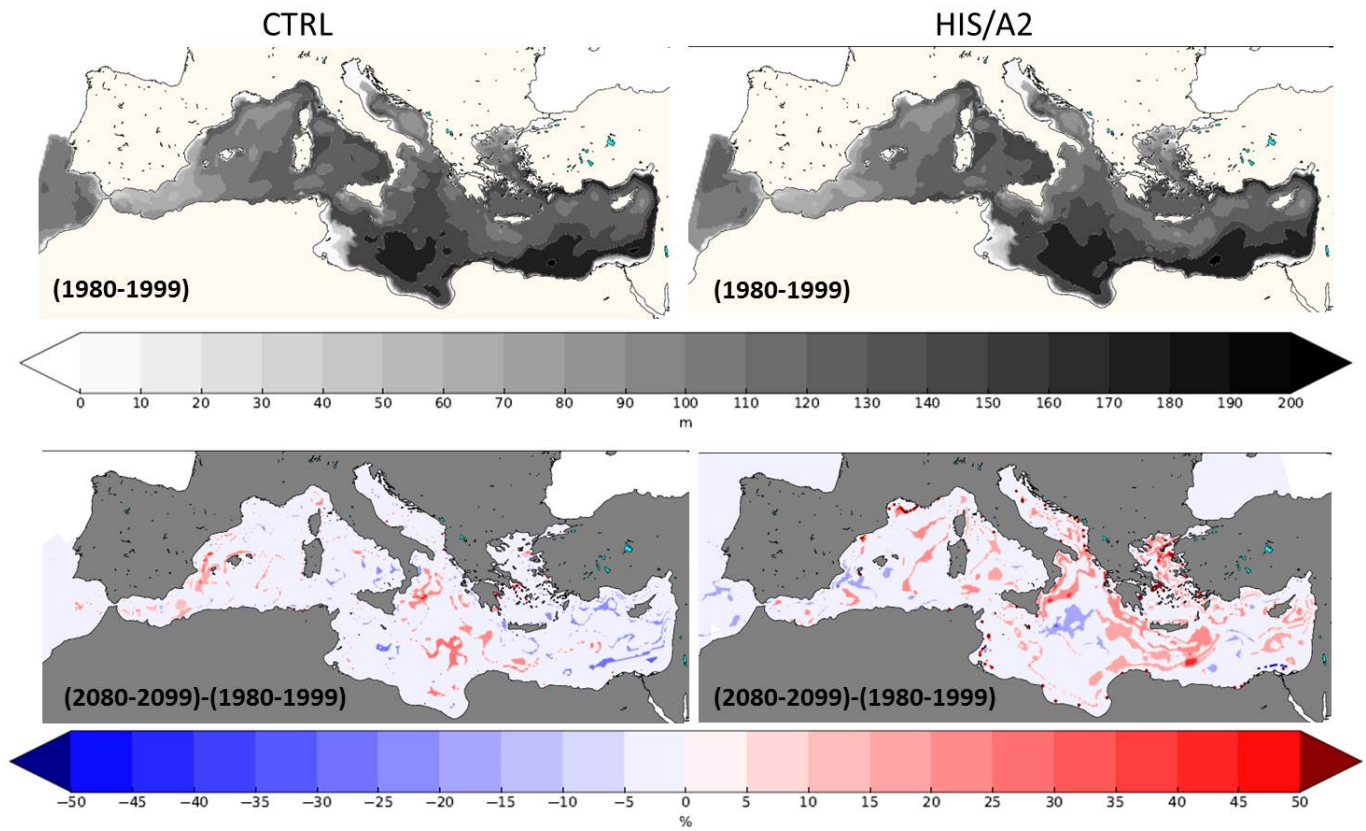 CTRL HIS/A2
(1980-1999) (1980-1999)
0 10 20 30 40 50 60 70 80 90 100 110 120 130 140 150 160 170 180 190 200
m
(2080-2099)-(1980-1999) (2080-2099)-(1980-1999)
−50 −45 −40 −35 −30 −25 −20 −15 −10 −5 0 5 10 15 20 25 30 35 40 45 50
%